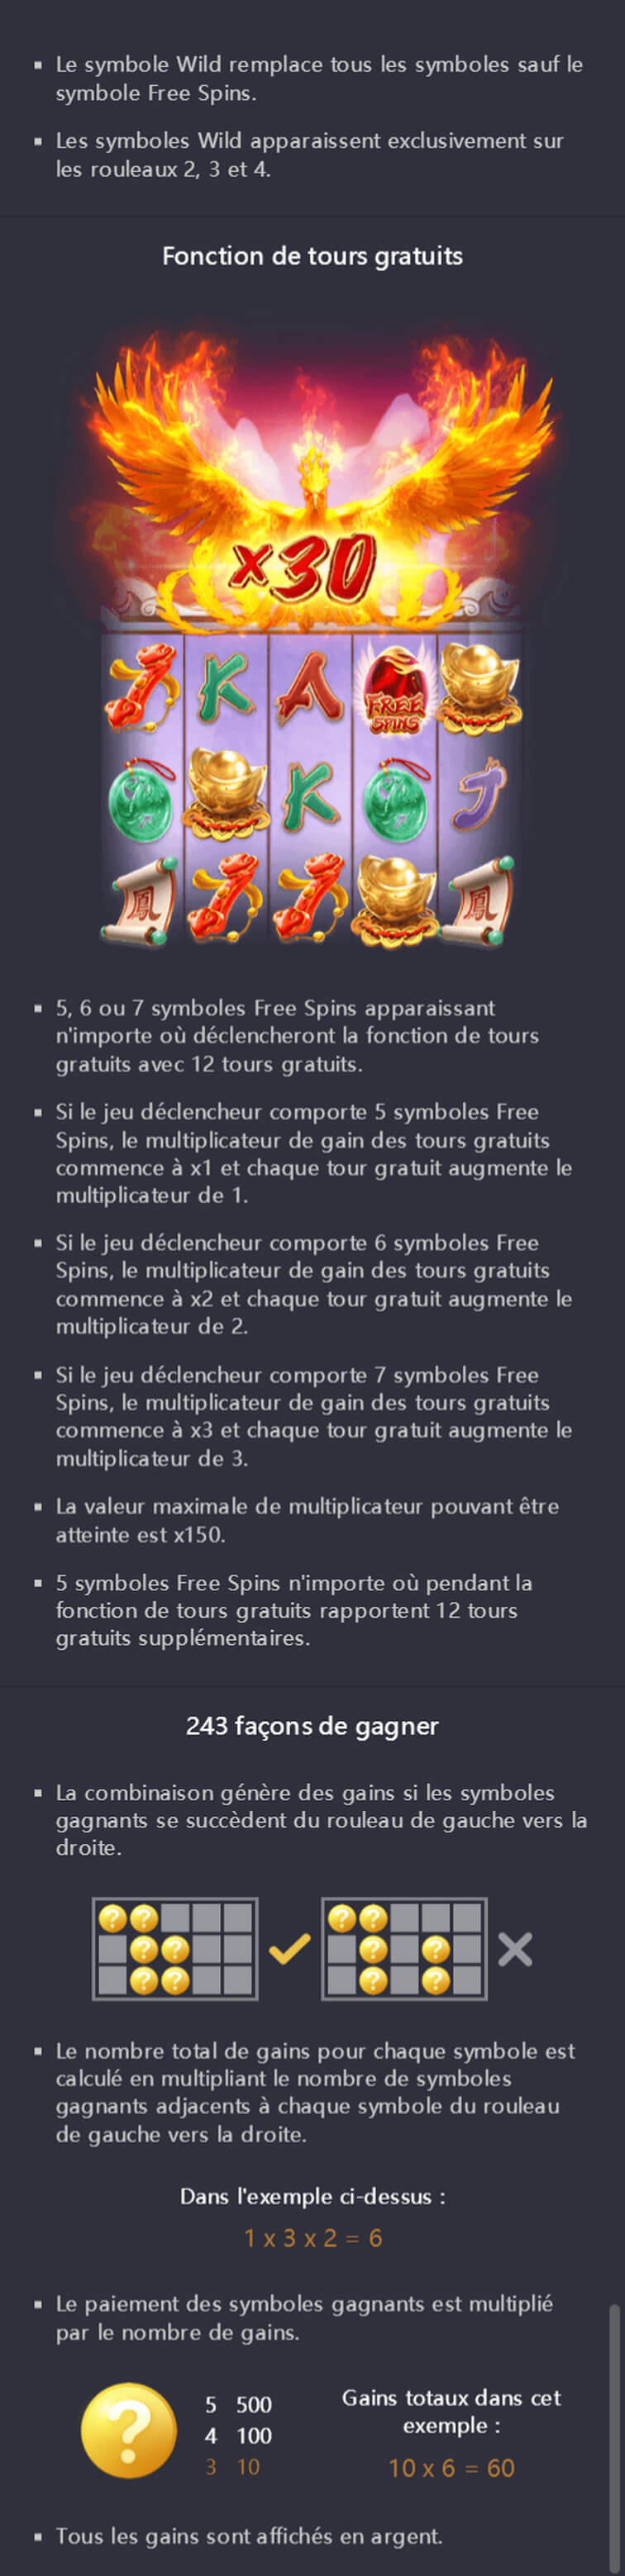 Le symbole Wild remplace tous les symboles sauf le
symbole Free Spins.
Les symboles Wild apparaissent exclusivement sur
les rouleaux 2, 3 et 4.
Fonction de tours gratuits
x30
K A FREE
SPINS
K J
鳳 鳳
5, 6 ou 7 symboles Free Spins apparaissant
n'importe où déclencheront la fonction de tours
gratuits avec 12 tours gratuits.
Si le jeu déclencheur comporte 5 symboles Free
Spins, le multiplicateur de gain des tours gratuits
commence à x1 et chaque tour gratuit augmente le
multiplicateur de 1.
Si le jeu déclencheur comporte 6 symboles Free
Spins, le multiplicateur de gain des tours gratuits
commence à x2 et chaque tour gratuit augmente le
multiplicateur de 2.
Si le jeu déclencheur comporte 7 symboles Free
Spins, le multiplicateur de gain des tours gratuits
commence à x3 et chaque tour gratuit augmente le
multiplicateur de 3.
La valeur maximale de multiplicateur pouvant être
atteinte est x150.
5 symboles Free Spins n'importe où pendant la
fonction de tours gratuits rapportent 12 tours
gratuits supplémentaires.
243 façons de gagner
La combinaison génère des gains si les symboles
gagnants se succèdent du rouleau de gauche vers la
droite.
? ? ? ?
? ? ? ?
? ? ? ?
Le nombre total de gains pour chaque symbole est
calculé en multipliant le nombre de symboles
gagnants adjacents à chaque symbole du rouleau
de gauche vers la droite.
Dans l'exemple ci-dessus :
1 x 3 x 2 = 6
Le paiement des symboles gagnants est multiplié
par le nombre de gains.
?
5 500
4 100
3 10
Gains totaux dans cet
exemple :
10 x 6 = 60
Tous les gains sont affichés en argent.